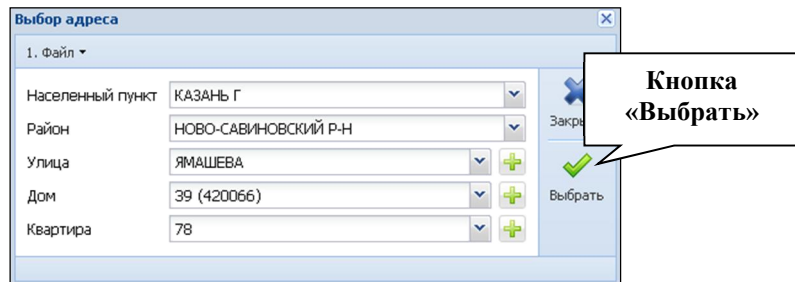 Выбор адреса
1. Файл
Населенный пункт КАЗАНЬ Г
Район НОВО-САВИНОВСКИЙ Р-Н
Улица ЯМАШЕВА
Дом 39 (420066)
Квартира 78
Выбрать
Кнопка
«Выбрать»